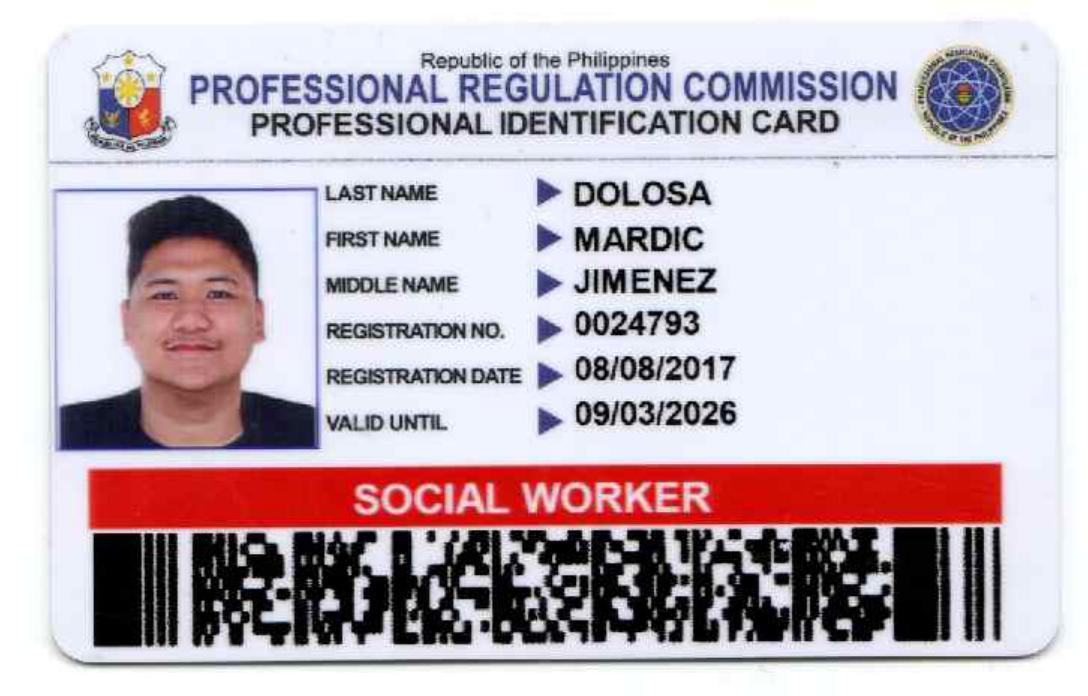 Republic of the Philippines
PROFESSIONAL REGULATION COMMISSION
PROFESSIONAL IDENTIFICATION CARD
LAST NAME DOLOSA
FIRST NAME MARDIC
MIDDLE NAME JIMENEZ
REGISTRATION NO. 0024793
REGISTRATION DATE 08/08/2017
VALID UNTIL 09/03/2026
SOCIAL WORKER